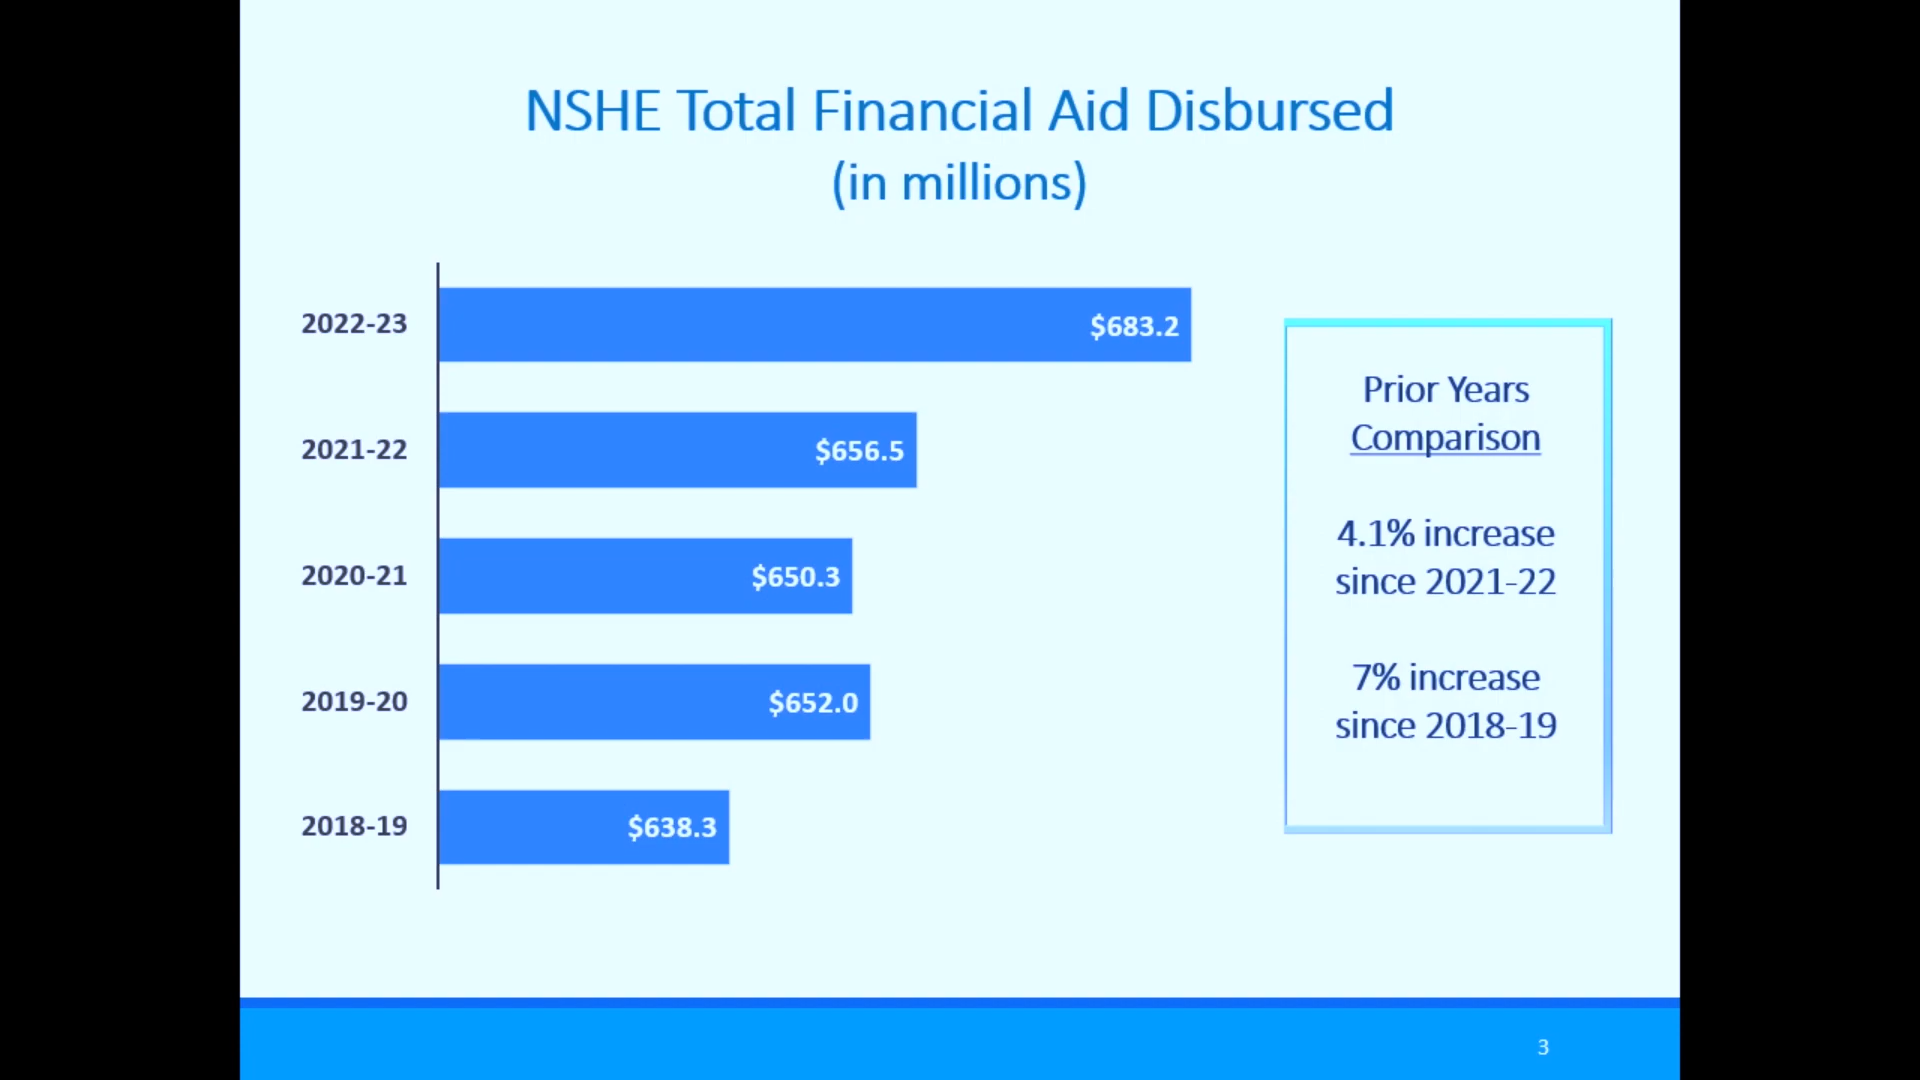 NSHE Total Financial Aid Disbursed
(in millions)
2022-23
$683.2
2021-22
$656.5
2020-21
$650.3
2019-20
$652.0
2018-19
$638.3
Prior Years
Comparison
4.1% increase
since 2021-22
7% increase
since 2018-19
3